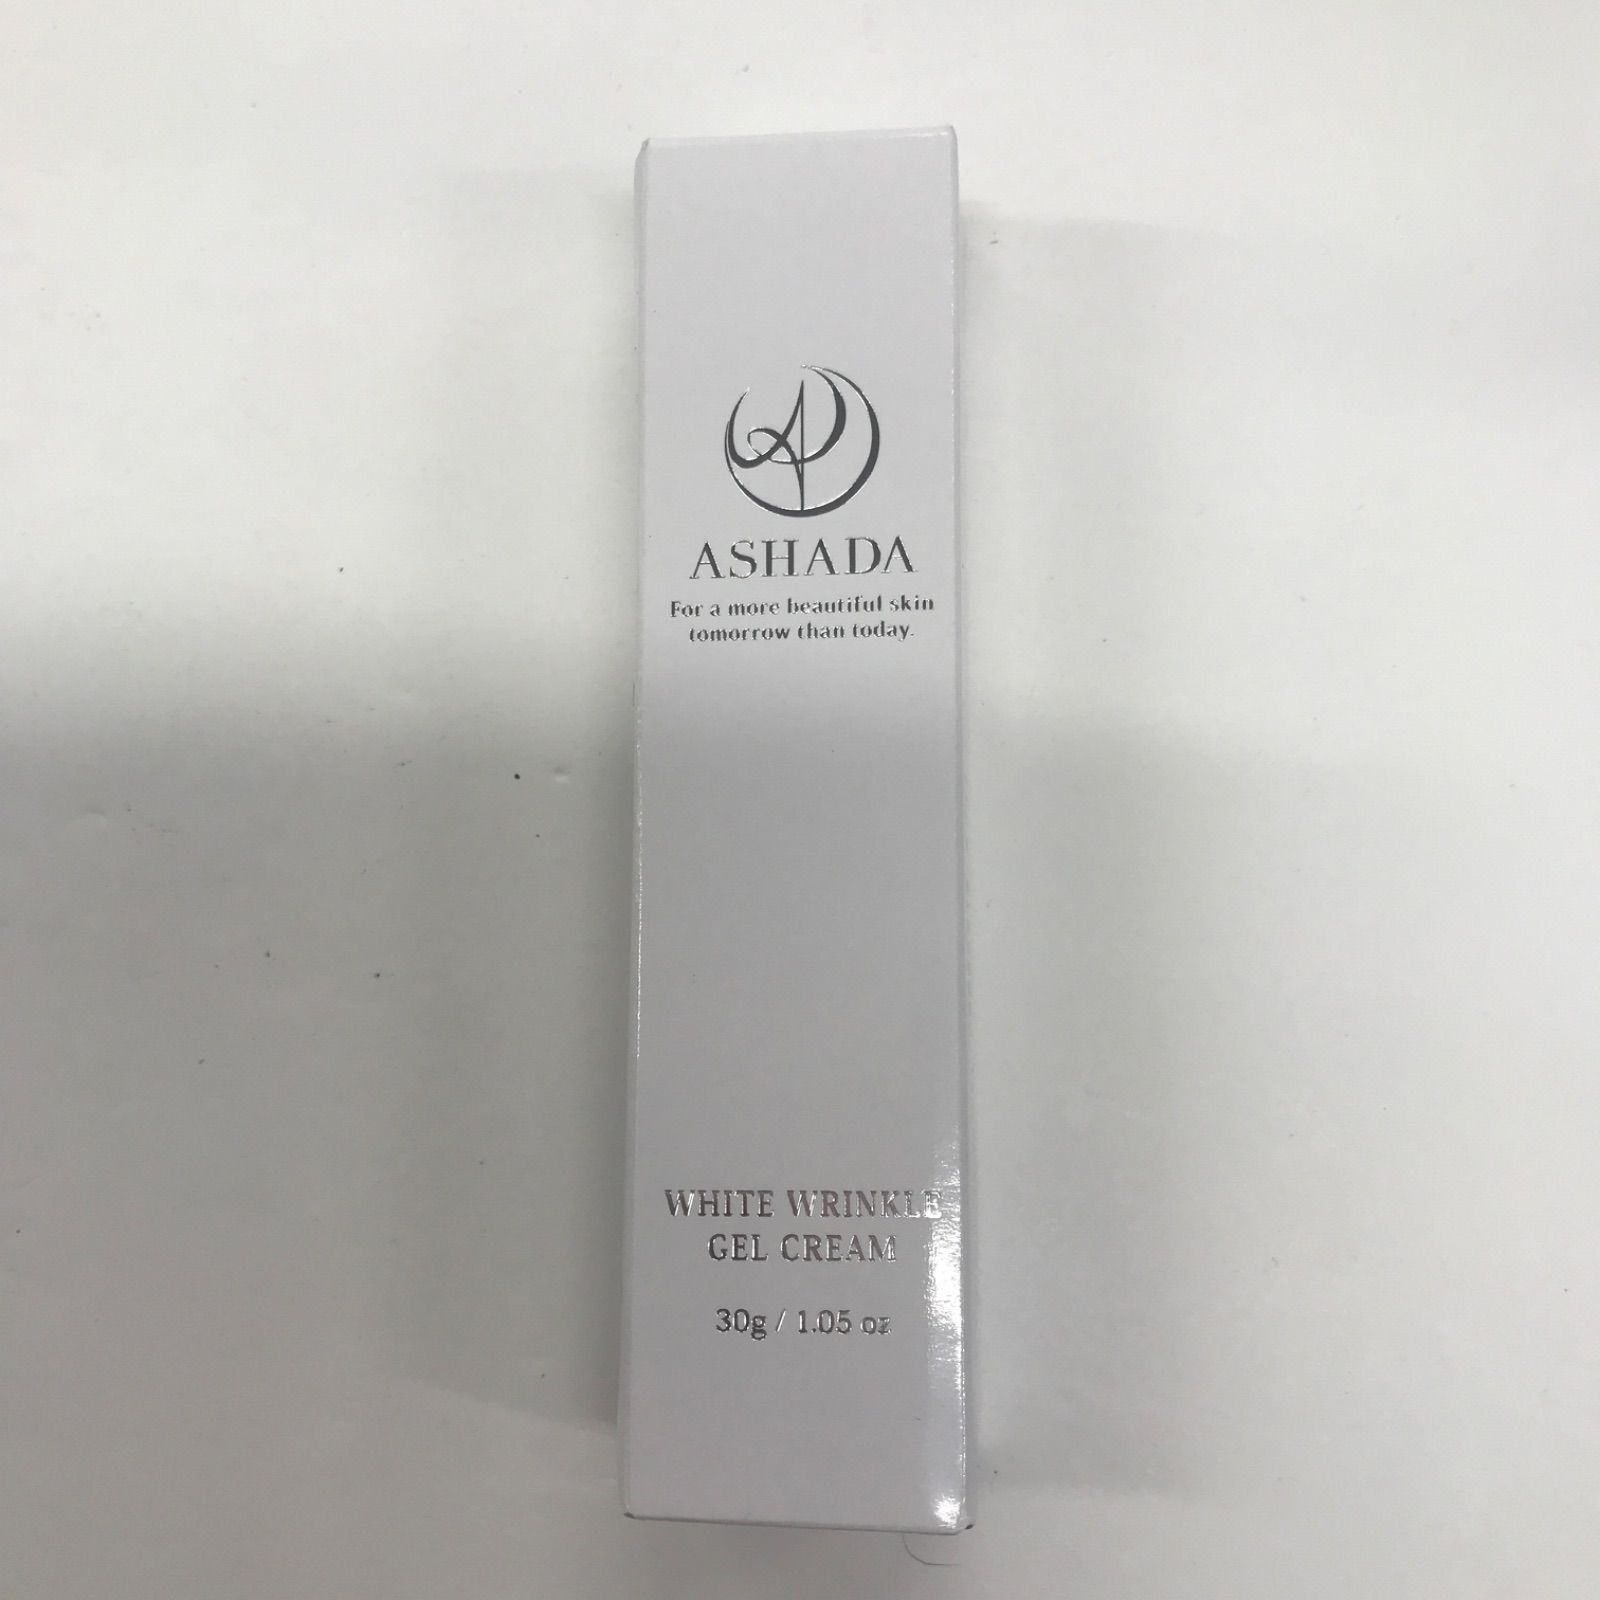 ASHADA
For a more beautiful skin
tomorrow than today.
WHITE WRINKLE
GEL CREAM
30g / 1.05 oz